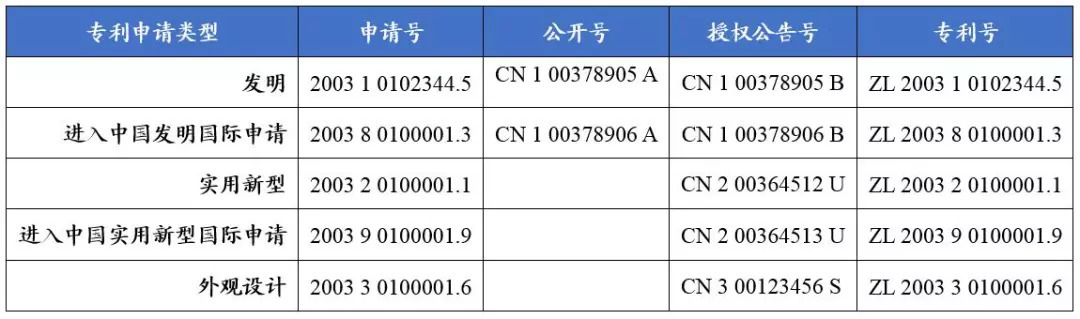 专利申请类型 申请号 公开号 授权公告号 专利号
发明 2003 1 0102344.5 CN 1 00378905 A CN 1 00378905 B ZL 2003 1 0102344.5
进入中国发明国际申请 2003 8 0100001.3 CN 1 00378906 A CN 1 00378906 B ZL 2003 8 0100001.3
实用新型 2003 2 0100001.1 CN 2 00364512 U ZL 2003 2 0100001.1
进入中国实用新型国际申请 2003 9 0100001.9 CN 2 00364513 U ZL 2003 9 0100001.9
外观设计 2003 3 0100001.6 CN 3 00123456 S ZL 2003 3 0100001.6